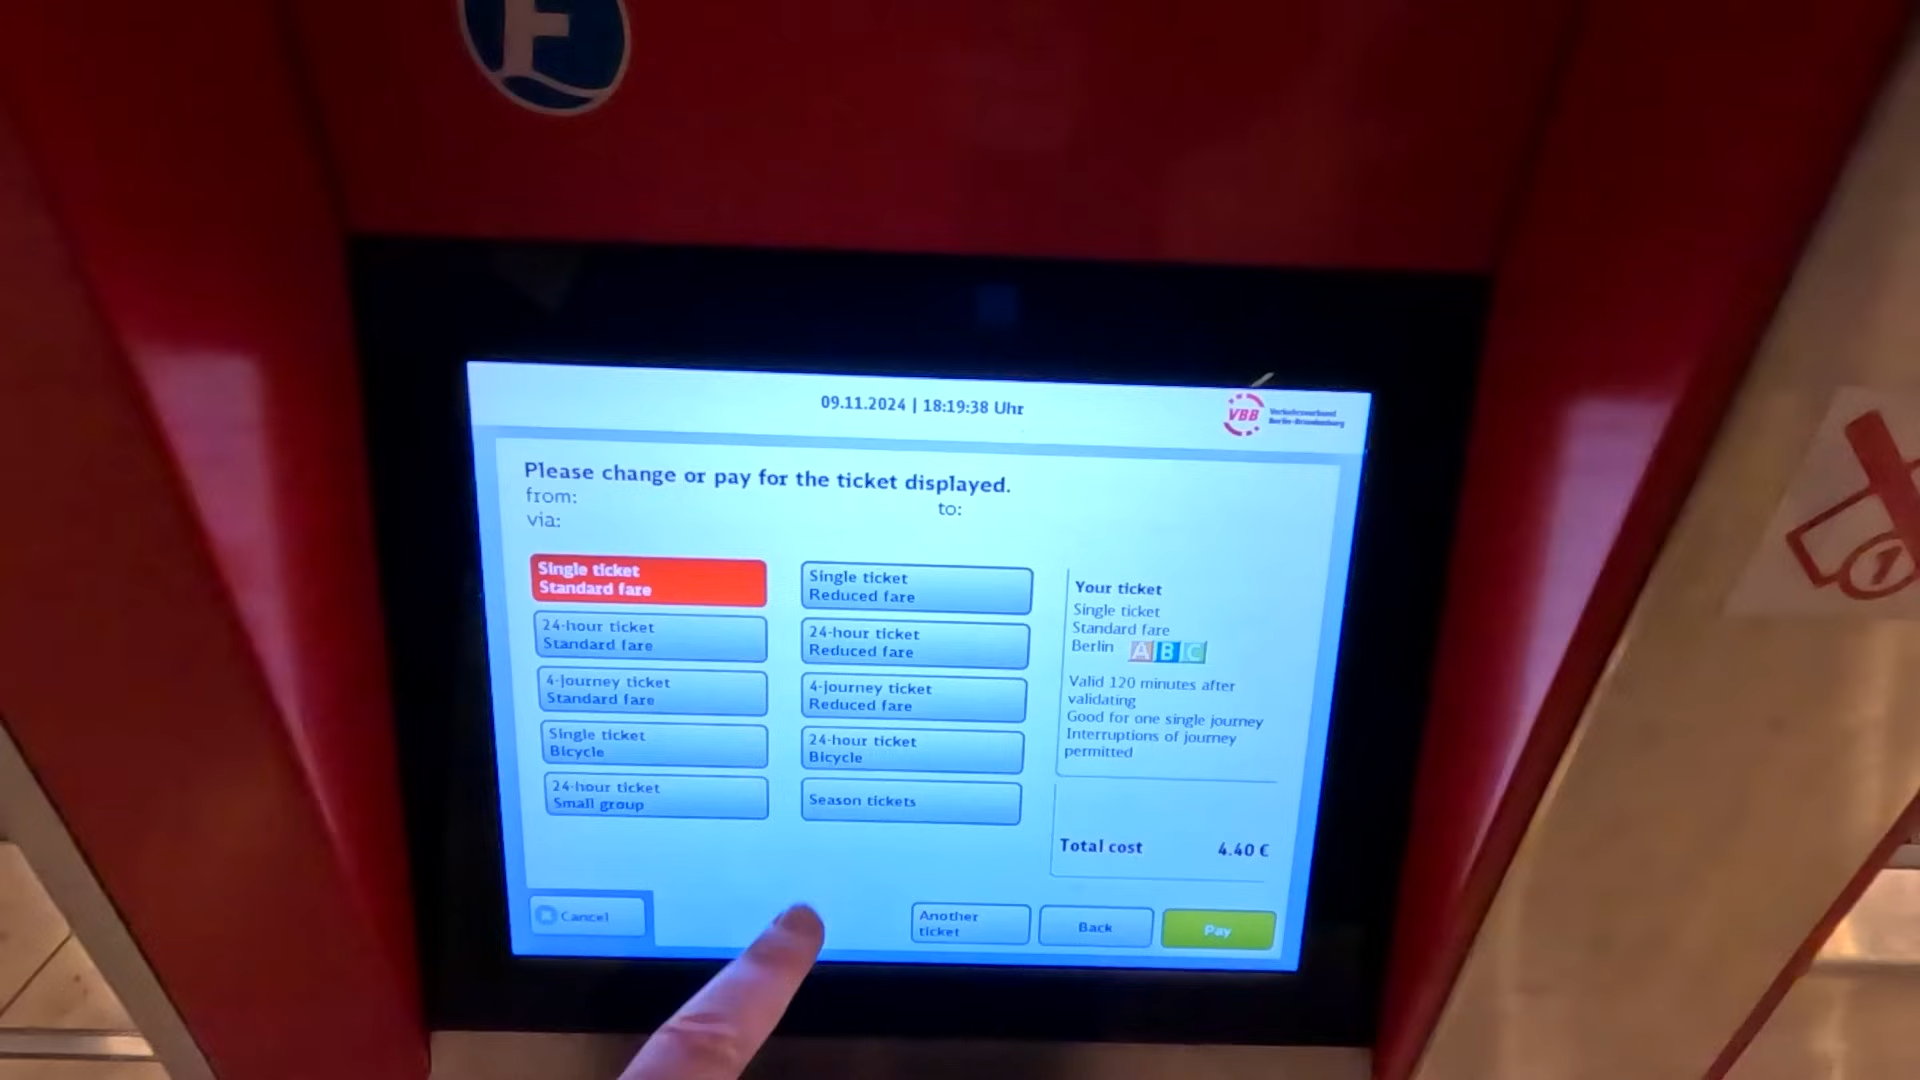 F
09.11.2024 | 18:19:38 Uhr
VBB Verkehrsverbund
Berlin-Brandenburg
Please change or pay for the ticket displayed.
from:
to:
via:
Single ticket
Standard fare
Single ticket
Reduced fare
24-hour ticket
Standard fare
24-hour ticket
Reduced fare
4-journey ticket
Standard fare
4-journey ticket
Reduced fare
Single ticket
Bicycle
24-hour ticket
Bicycle
24-hour ticket
Small group
Season tickets
Your ticket
Single ticket
Standard fare
Berlin A B C
Valid 120 minutes after
validating
Good for one single journey
Interruptions of journey
permitted
Total cost 4.40 €
Cancel
Another
ticket
Back
Pay
1